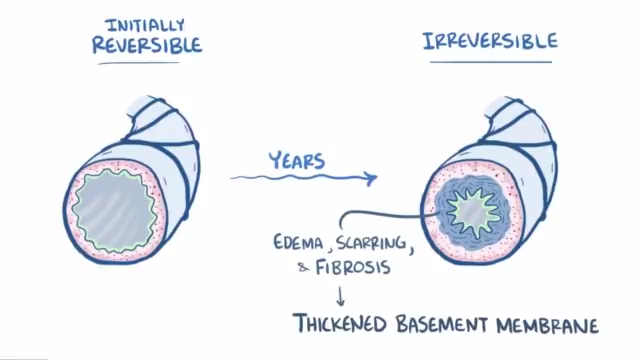 INITIALLY
REVERSIBLE
IRREVERSIBLE
YEARS
EDEMA, SCARRING,
& FIBROSIS
THICKENED BASEMENT MEMBRANE